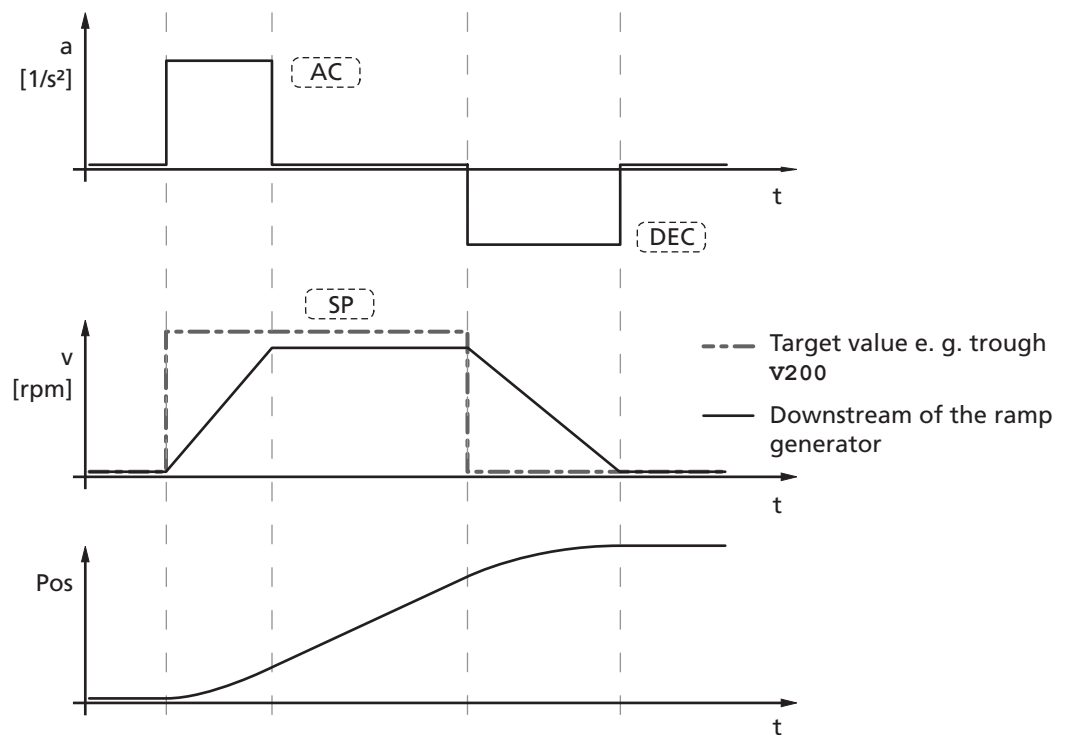 a
[1/s²]
AC
t
DEC
SP
v
[rpm]
Target value e. g. trough
v200
Downstream of the ramp
generator
t
Pos
t